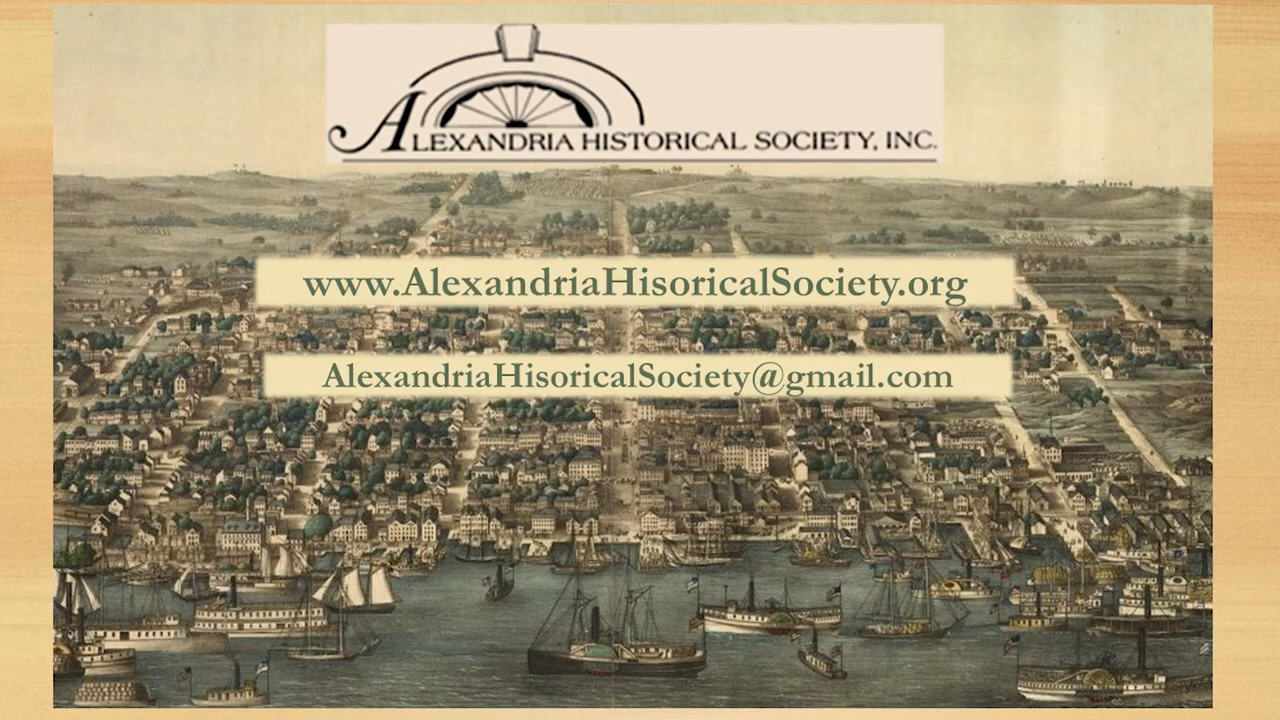 ALEXANDRIA HISTORICAL SOCIETY, INC.
www.AlexandriaHisoricalSociety.org
AlexandriaHisoricalSociety@gmail.com